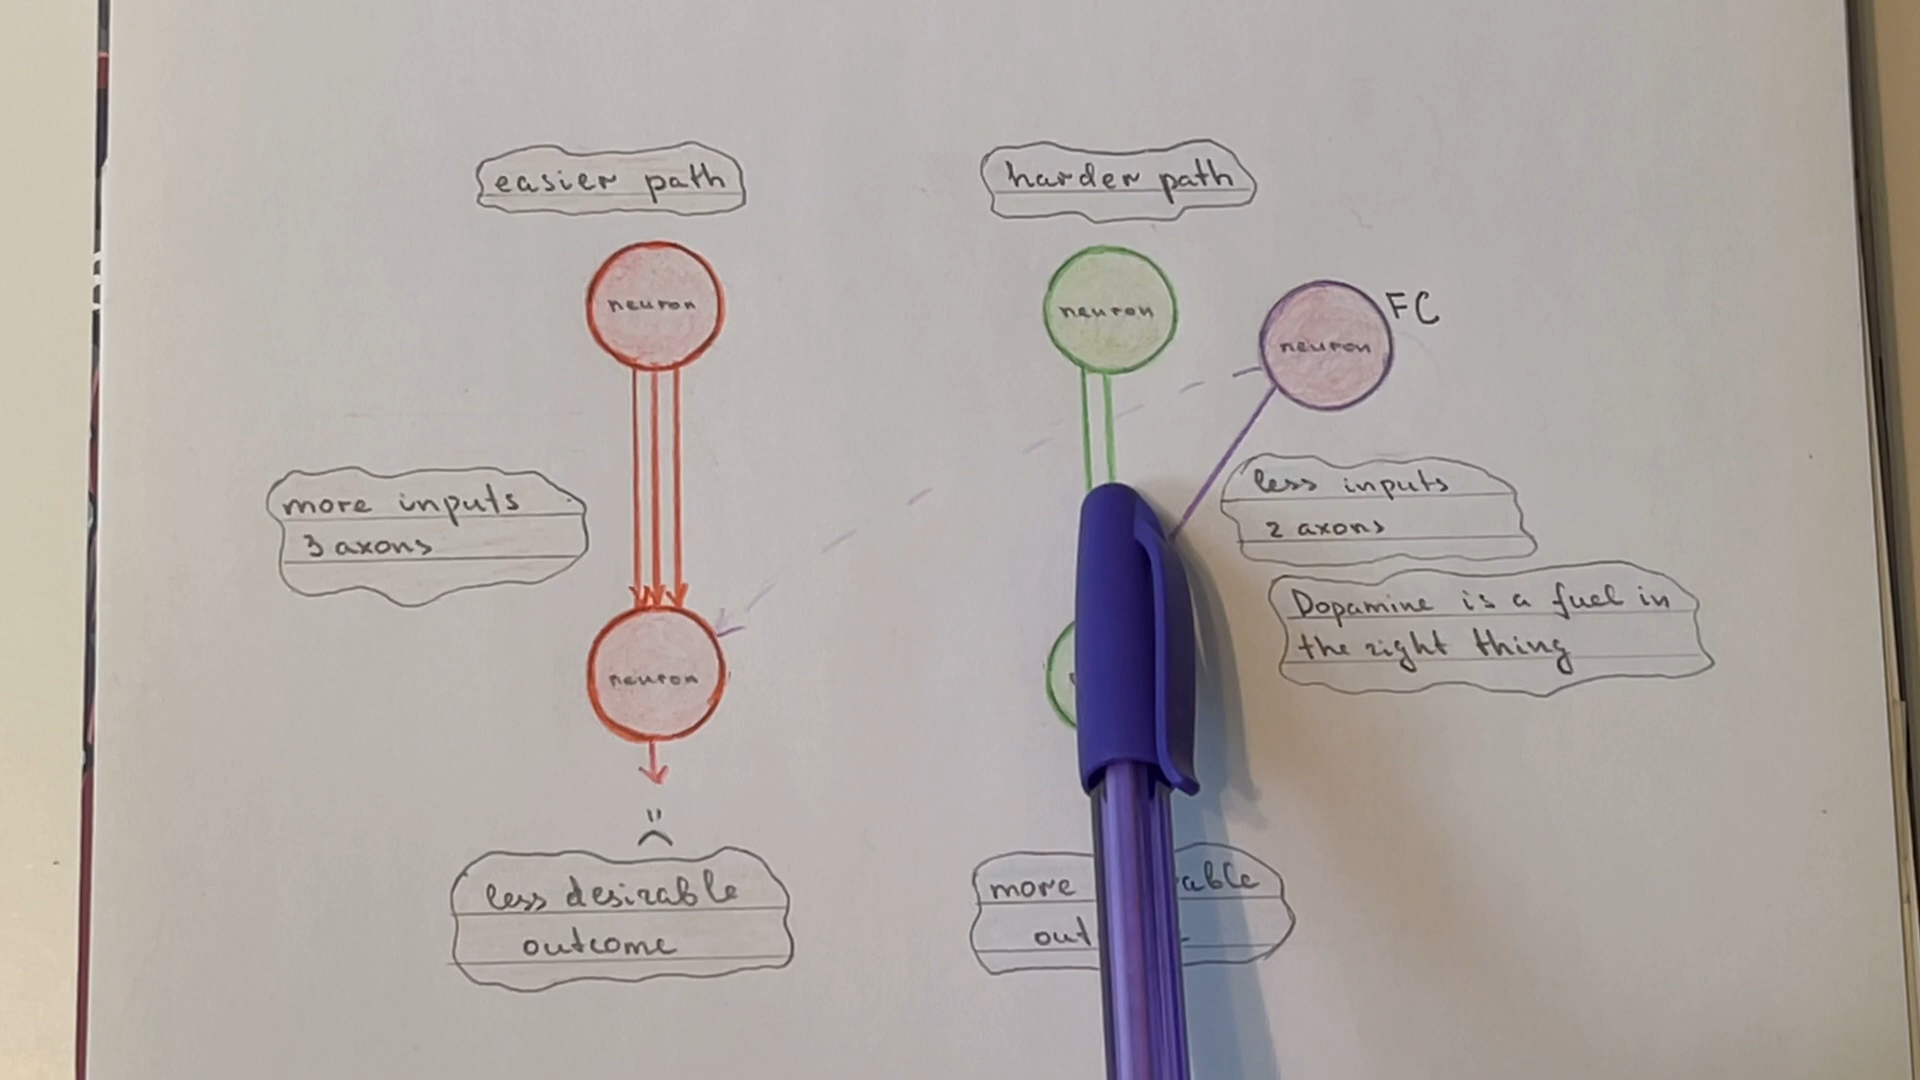 easier path
harder path
neuron
neuron
neuron
FC
more inputs
3 axons
less inputs
2 axons
Dopamine is a fuel in
the right thing
neuron
less desirable
outcome
more